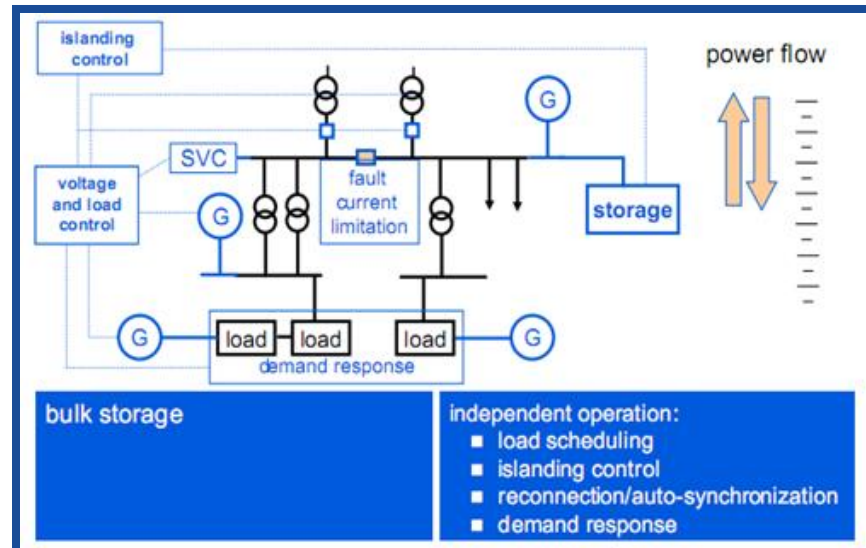 islanding
control
power flow
G
SVC
fault
current
limitation
voltage
and load
control
G
storage
G
load
load
load
G
demand response
bulk storage
independent operation:
load scheduling
islanding control
reconnection/auto-synchronization
demand response